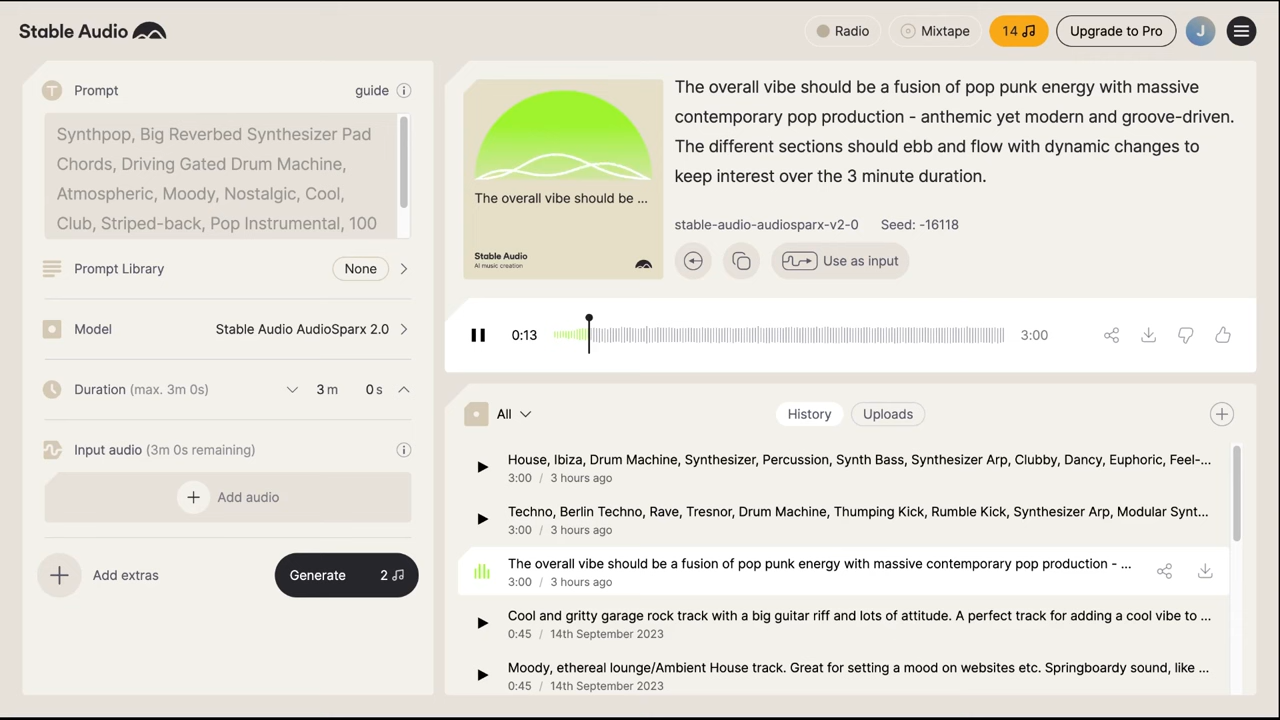 Stable Audio
Radio
Mixtape
14
Upgrade to Pro
J
T
Prompt
guide
i
Synthpop, Big Reverbed Synthesizer Pad
Chords, Driving Gated Drum Machine,
Atmospheric, Moody, Nostalgic, Cool,
Club, Striped-back, Pop Instrumental, 100
Prompt Library
None
Model
Stable Audio AudioSparx 2.0
Duration (max. 3m 0s)
3 m
0 s
Input audio (3m 0s remaining)
i
Add audio
Add extras
Generate 2
The overall vibe should be ...
Stable Audio
AI music creation
The overall vibe should be a fusion of pop punk energy with massive
contemporary pop production - anthemic yet modern and groove-driven.
The different sections should ebb and flow with dynamic changes to
keep interest over the 3 minute duration.
stable-audio-audiosparx-v2-0
Seed: -16118
Use as input
0:13
3:00
All
History
Uploads
House, Ibiza, Drum Machine, Synthesizer, Percussion, Synth Bass, Synthesizer Arp, Clubby, Dancy, Euphoric, Feel-...
3:00 / 3 hours ago
Techno, Berlin Techno, Rave, Tresnor, Drum Machine, Thumping Kick, Rumble Kick, Synthesizer Arp, Modular Synt...
3:00 / 3 hours ago
The overall vibe should be a fusion of pop punk energy with massive contemporary pop production - ...
3:00 / 3 hours ago
Cool and gritty garage rock track with a big guitar riff and lots of attitude. A perfect track for adding a cool vibe to ...
0:45 / 14th September 2023
Moody, ethereal lounge/Ambient House track. Great for setting a mood on websites etc. Springboardy sound, like ...
0:45 / 14th September 2023